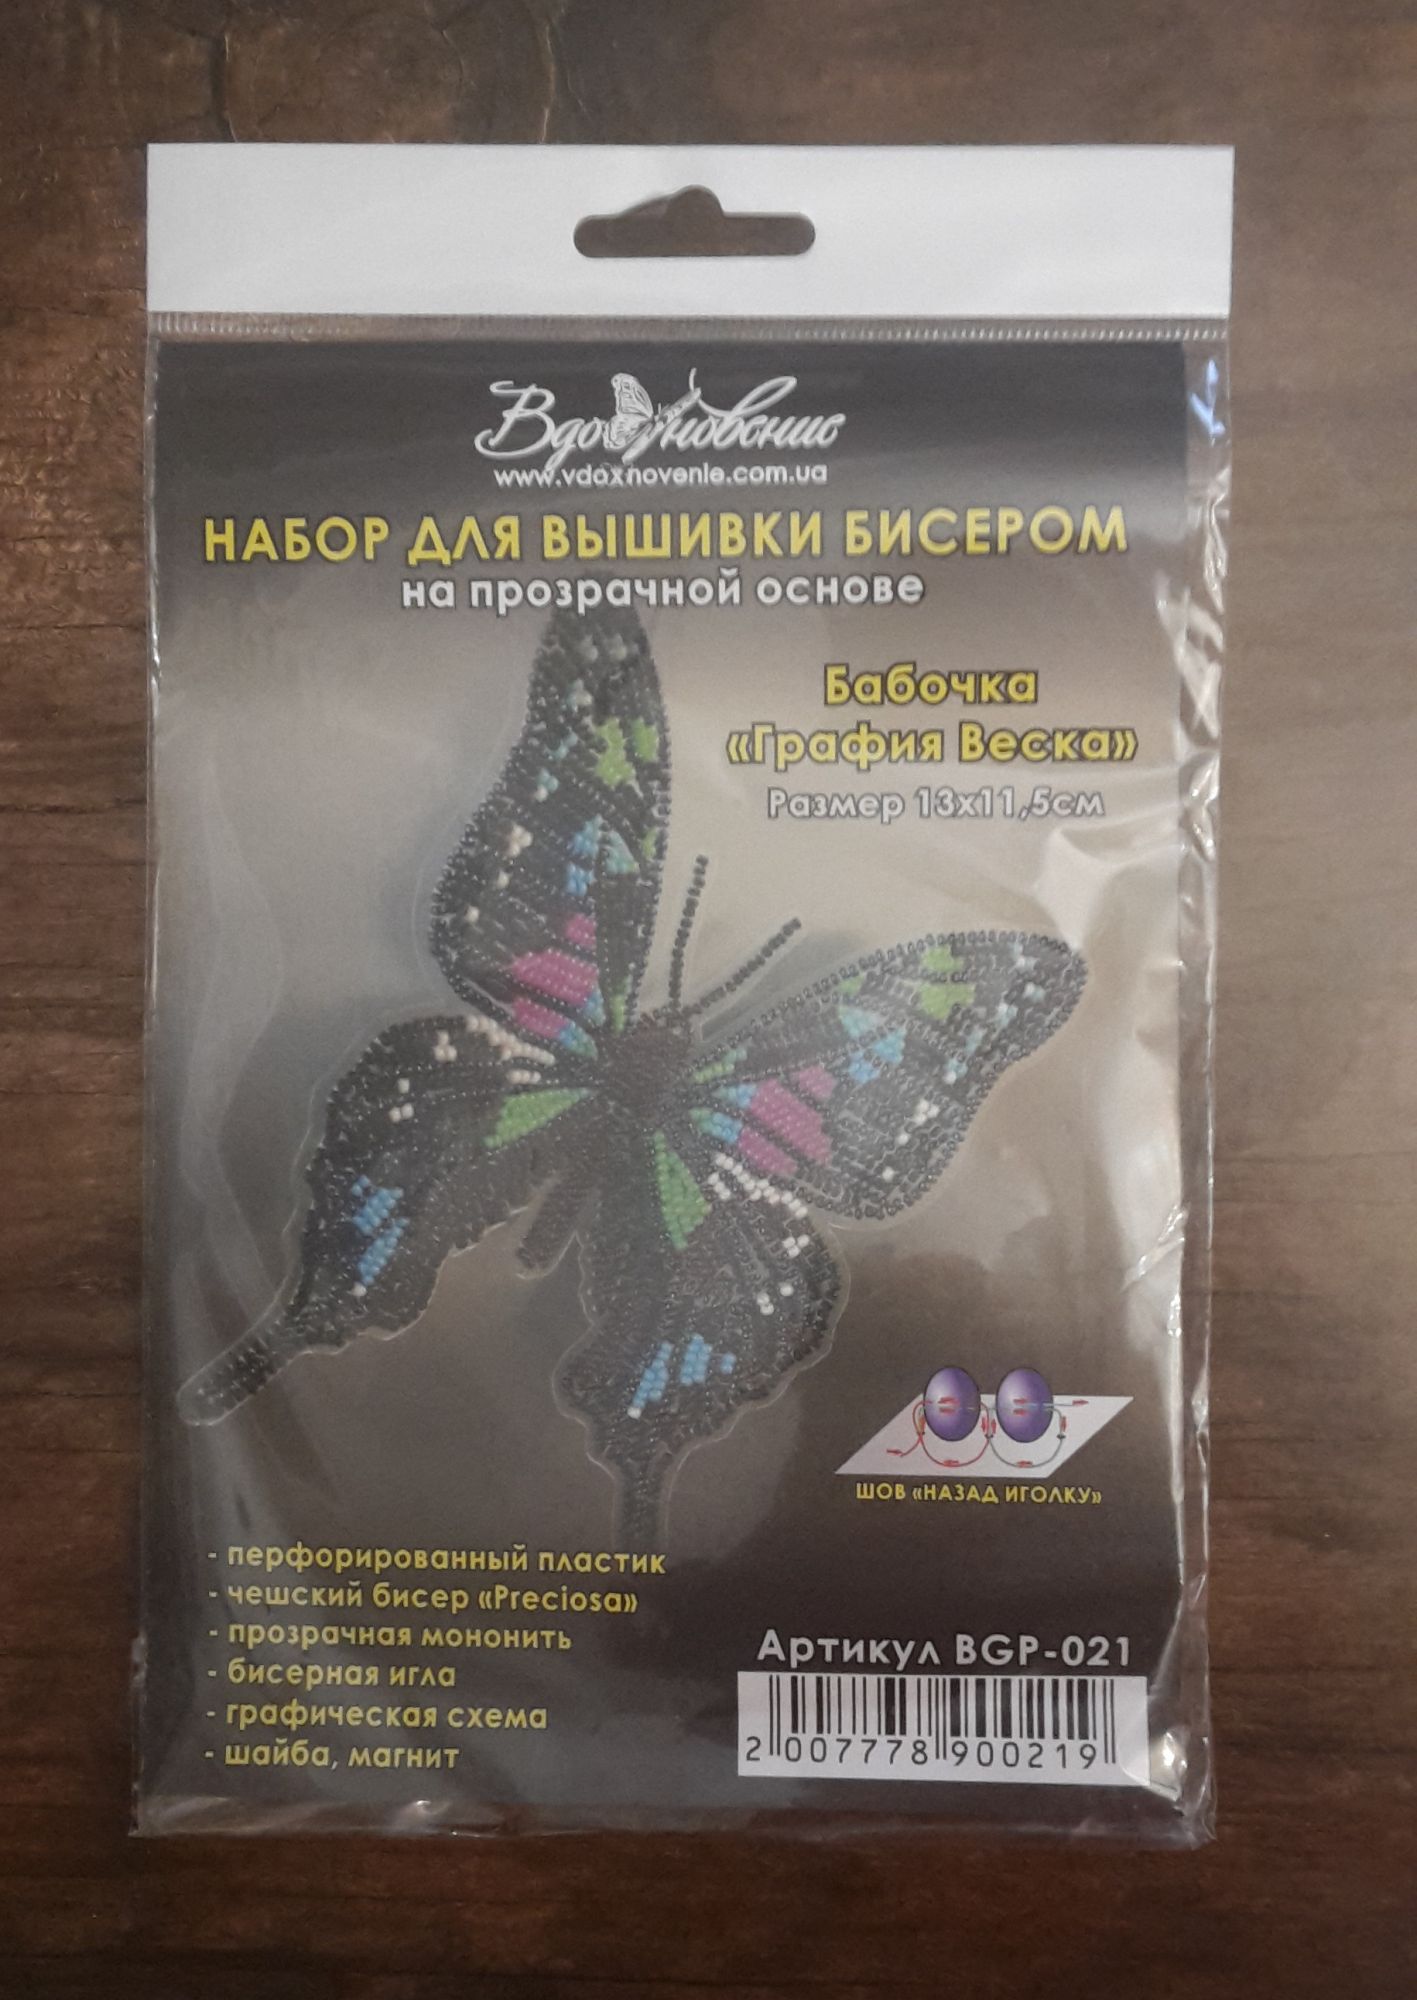 Вдохновение
www.vdoxnovenie.com.ua
НАБОР ДЛЯ ВЫШИВКИ БИСЕРОМ
на прозрачной основе
Бабочка
«Графия Веска»
Размер 13х11,5см
ШОВ «НАЗАД ИГОЛКУ»
- перфорированный пластик
- чешский бисер «Preciosa»
- прозрачная мононить
- бисерная игла
- графическая схема
- шайба, магнит
Артикул BGP-021
2 007778 900219